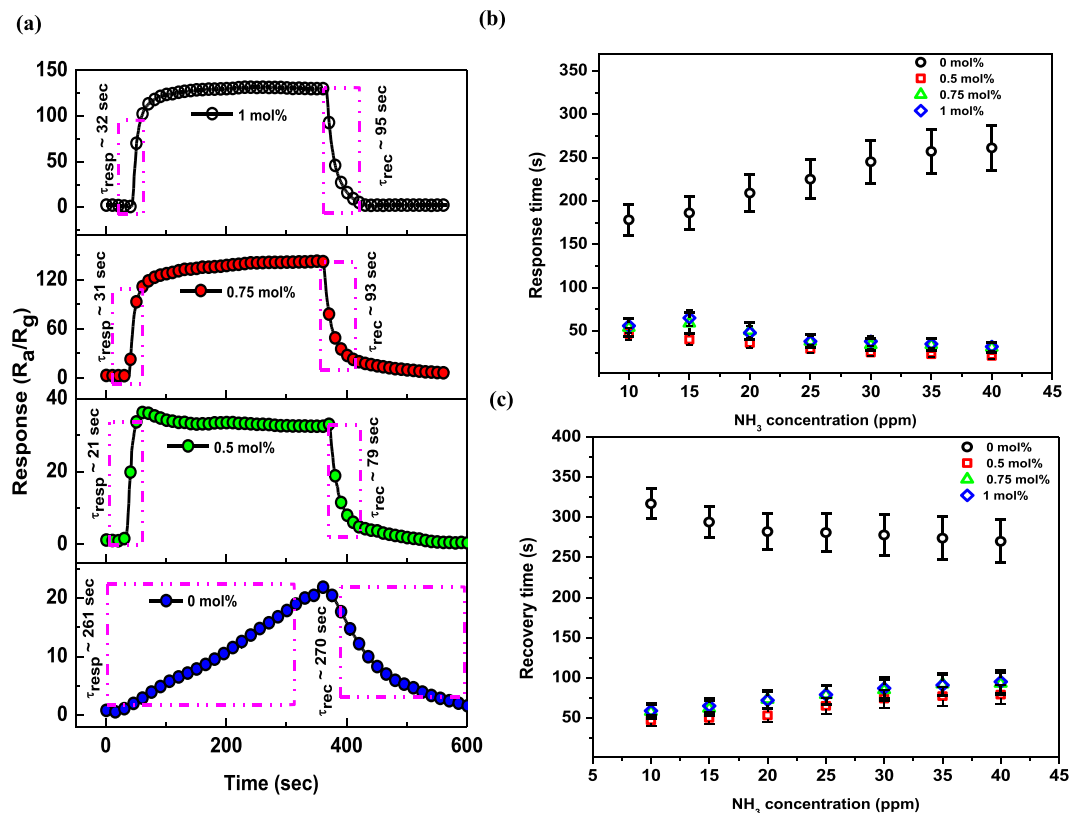 (a)
Response (Rₐ/R_g)
150
100
50
0
τresp ~ 32 sec
1 mol%
τrec ~ 95 sec
120
60
0
τresp ~ 31 sec
0.75 mol%
τrec ~ 93 sec
40
20
0
τresp ~ 21 sec
0.5 mol%
τrec ~ 79 sec
20
10
0
τresp ~ 261 sec
0 mol%
τrec ~ 270 sec
0 200 400 600
Time (sec)
(b)
Response time (s)
350
300
250
200
150
100
50
0 mol%
0.5 mol%
0.75 mol%
1 mol%
10 15 20 25 30 35 40 45
NH₃ concentration (ppm)
(c)
Recovery time (s)
400
350
300
250
200
150
100
50
0 mol%
0.5 mol%
0.75 mol%
1 mol%
5 10 15 20 25 30 35 40 45
NH₃ concentration (ppm)